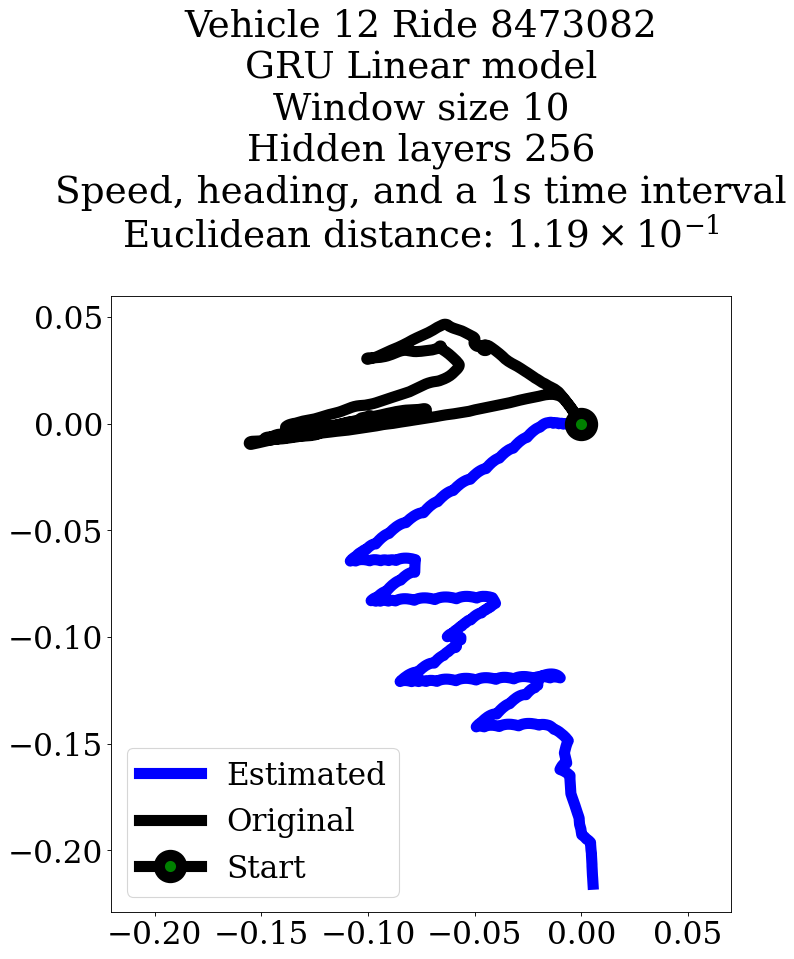 Vehicle 12 Ride 8473082
GRU Linear model
Window size 10
Hidden layers 256
Speed, heading, and a 1s time interval
Euclidean distance: 1.19 × 10⁻¹
0.05
0.00
−0.05
−0.10
−0.15
−0.20
Estimated
Original
Start
−0.20 −0.15 −0.10 −0.05 0.00 0.05